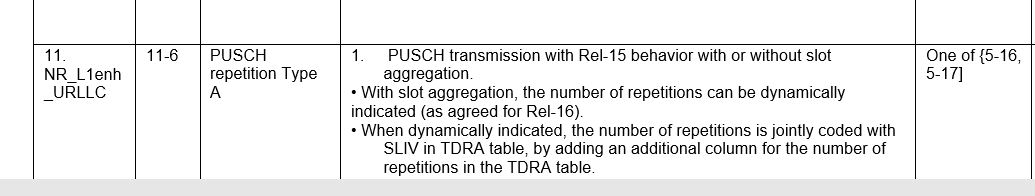 11.
NR_L1enh
_URLLC
11-6
PUSCH
repetition Type
A
1. PUSCH transmission with Rel-15 behavior with or without slot
aggregation.
• With slot aggregation, the number of repetitions can be dynamically
indicated (as agreed for Rel-16).
• When dynamically indicated, the number of repetitions is jointly coded with
SLIV in TDRA table, by adding an additional column for the number of
repetitions in the TDRA table.
One of {5-16,
5-17]